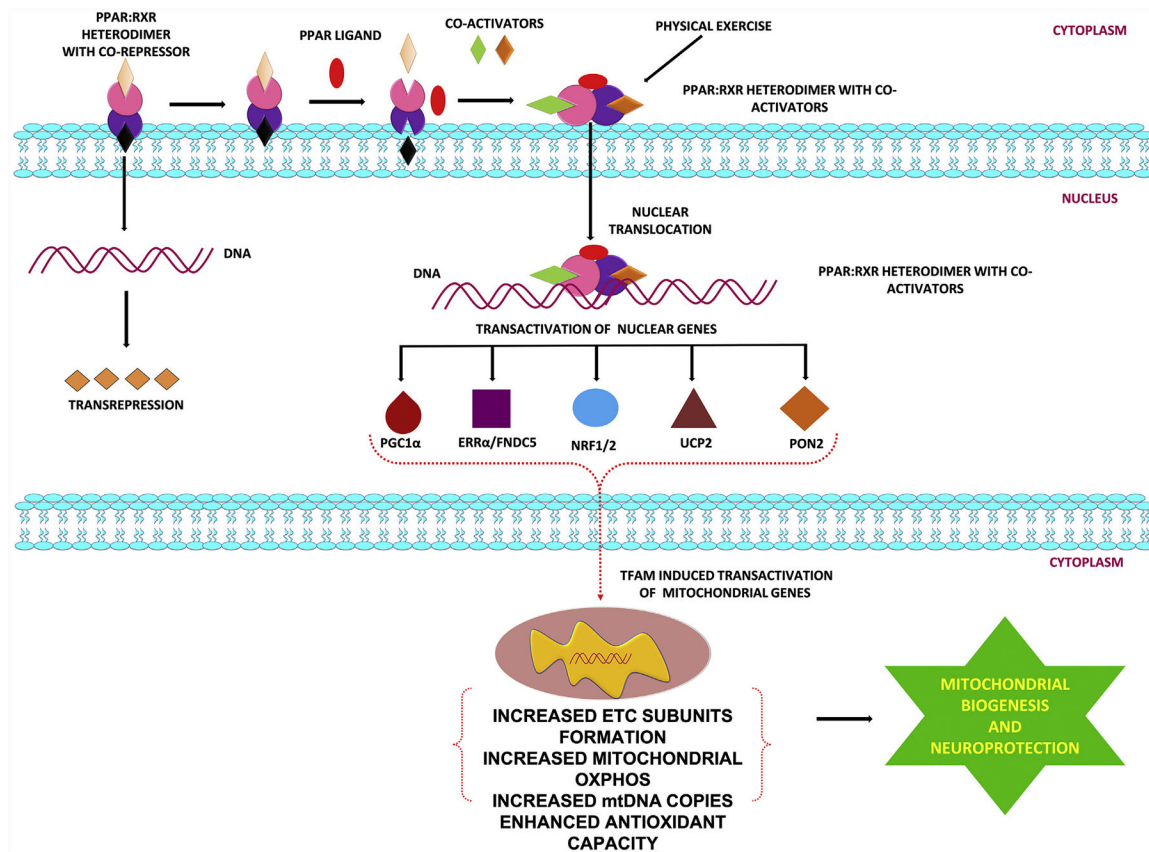 PPAR:RXR
HETERODIMER
WITH CO-REPRESSOR
PPAR LIGAND
CO-ACTIVATORS
PHYSICAL EXERCISE
CYTOPLASM
PPAR:RXR HETERODIMER WITH CO-
ACTIVATORS
NUCLEUS
NUCLEAR
TRANSLOCATION
DNA
DNA
PPAR:RXR HETERODIMER WITH CO-
ACTIVATORS
TRANSACTIVATION OF NUCLEAR GENES
TRANSREPRESSION
PGC1α
ERRα/FNDC5
NRF1/2
UCP2
PON2
CYTOPLASM
TFAM INDUCED TRANSACTIVATION
OF MITOCHONDRIAL GENES
INCREASED ETC SUBUNITS
FORMATION
INCREASED MITOCHONDRIAL
OXPHOS
INCREASED mtDNA COPIES
ENHANCED ANTIOXIDANT
CAPACITY
MITOCHONDRIAL
BIOGENESIS
AND
NEUROPROTECTION